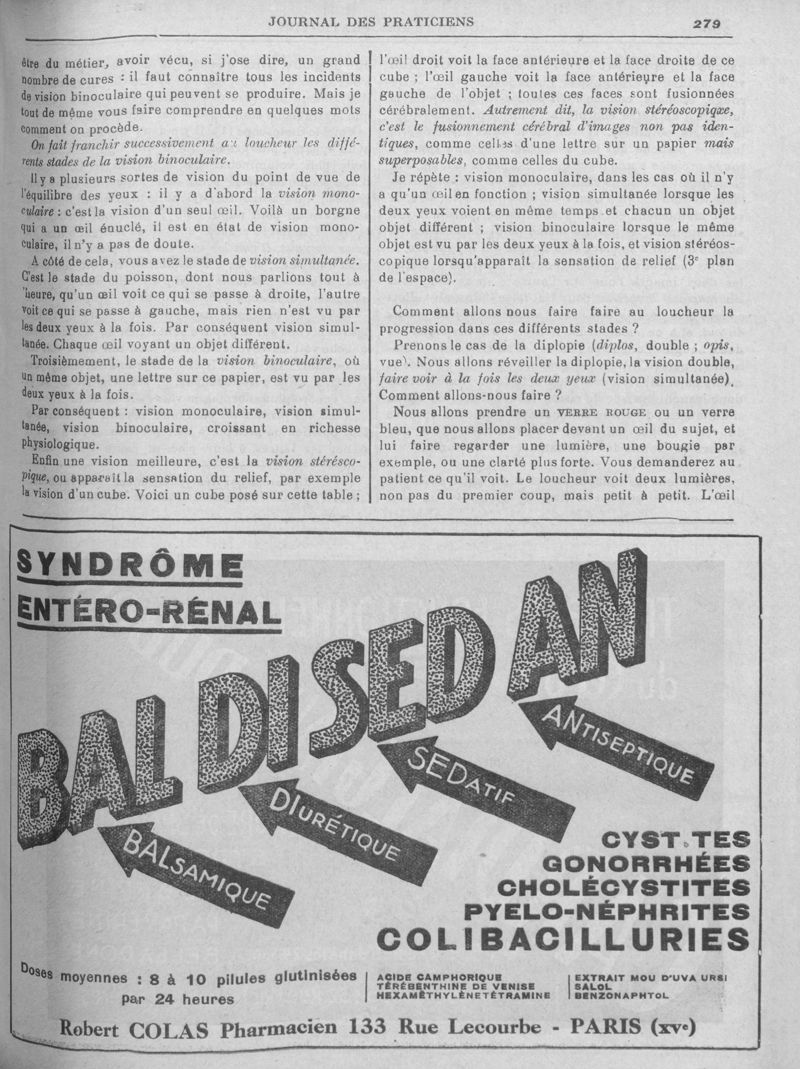 JOURNAL DES PRATICIENS
279
être du métier, avoir vécu, si j'ose dire, un grand
nombre de cures : il faut connaître tous les incidents
de vision binoculaire qui peuvent se produire. Mais je
tout de même vous faire comprendre en quelques mots
comment on procède.
On fait franchir successivement au loucheur les diffé-
rents stades de la vision binoculaire.
Il y a plusieurs sortes de vision du point de vue de
l'équilibre des yeux : il y a d'abord la vision mono-
culaire : c'est la vision d'un seul œil. Voilà un borgne
qui a un œil énuclé, il est en état de vision mono-
culaire, il n'y a pas de doute.
A côté de cela, vous avez le stade de vision simultanée.
C'est le stade du poisson, dont nous parlions tout à
'heure, qu'un œil voit ce qui se passe à droite, l'autre
voit ce qui se passe à gauche, mais rien n'est vu par
les deux yeux à la fois. Par conséquent vision simul-
tanée. Chaque œil voyant un objet différent.
Troisièmement, le stade de la vision binoculaire, où
un même objet, une lettre sur ce papier, est vu par les
deux yeux à la fois.
Par conséquent : vision monoculaire, vision simul-
tanée, vision binoculaire, croissant en richesse
physiologique.
Enfin une vision meilleure, c'est la vision stérésco-
pique, ou apparaît la sensation du relief, par exemple
la vision d'un cube. Voici un cube posé sur cette table ;
l'œil droit voit la face antérieure et la face droite de ce
cube ; l'œil gauche voit la face antérieure et la face
gauche de l'objet ; toutes ces faces sont fusionnées
cérébralement. Autrement dit, la vision stéréoscopique,
c'est le fusionnement cérébral d'images non pas iden-
tiques, comme celles d'une lettre sur un papier mais
superposables, comme celles du cube.
Je répète : vision monoculaire, dans les cas où il n'y
a qu'un œil en fonction ; vision simultanée lorsque les
deux yeux voient en même temps et chacun un objet
objet différent ; vision binoculaire lorsque le même
objet est vu par les deux yeux à la fois, et vision stéréos-
copique lorsqu'apparaît la sensation de relief (3e plan
de l'espace).
Comment allons nous faire faire au loucheur la
progression dans ces différents stades ?
Prenons le cas de la diplopie (diplos, double ; opis,
vue). Nous allons réveiller la diplopie, la vision double,
faire voir à la fois les deux yeux (vision simultanée).
Comment allons-nous faire ?
Nous allons prendre un VERRE ROUGE ou un verre
bleu, que nous allons placer devant un œil du sujet, et
lui faire regarder une lumière, une bougie par
exemple, ou une clarté plus forte. Vous demanderez au
patient ce qu'il voit. Le loucheur voit deux lumières,
non pas du premier coup, mais petit à petit. L'œil
SYNDRÔME
ENTÉRO-RÉNAL
BALDISEDAN
BALSAMIQUE
DIURÉTIQUE
SEDATIF
ANTISEPTIQUE
CYSTITES
GONORRHÉES
CHOLÉCYSTITES
PYELO-NÉPHRITES
COLIBACILLURIES
Doses moyennes : 8 à 10 pilules glutinisées
par 24 heures
ACIDE CAMPHORIQUE
TÉRÉBENTHINE DE VENISE
HEXAMÉTHYLÈNETÉTRAMINE
EXTRAIT MOU D'UVA URSI
SALOL
BENZONAPHTOL
Robert COLAS Pharmacien 133 Rue Lecourbe - PARIS (XVe)